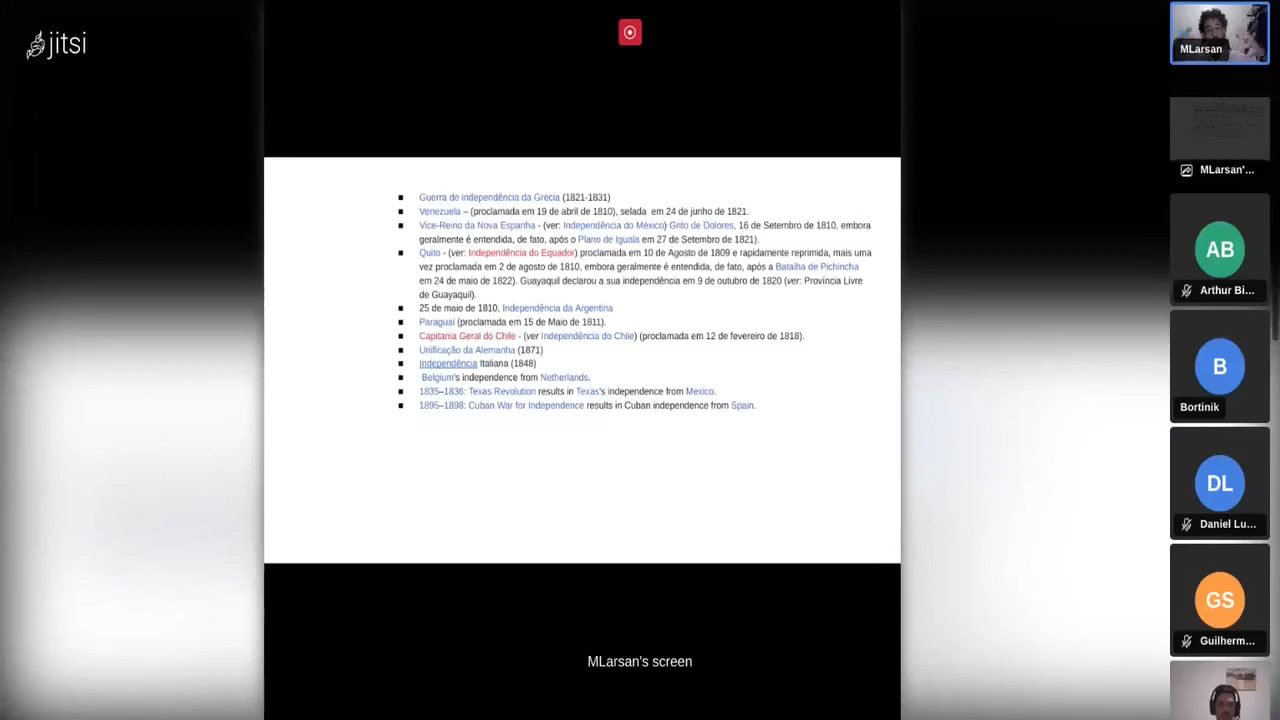 jitsi
MLarsan
MLarsan'...
■ Guerra de independência da Grécia (1821-1831)
■ Venezuela – (proclamada em 19 de abril de 1810), selada em 24 de junho de 1821.
■ Vice-Reino da Nova Espanha - (ver: Independência do México) Grito de Dolores, 16 de Setembro de 1810, embora
geralmente é entendida, de fato, após o Plano de Iguala em 27 de Setembro de 1821).
■ Quito - (ver: Independência do Equador) proclamada em 10 de Agosto de 1809 e rapidamente reprimida, mais uma
vez proclamada em 2 de agosto de 1810, embora geralmente é entendida, de fato, após a Batalha de Pichincha
em 24 de maio de 1822). Guayaquil declarou a sua independência em 9 de outubro de 1820 (ver: Província Livre
de Guayaquil).
■ 25 de maio de 1810, Independência da Argentina
■ Paraguai (proclamada em 15 de Maio de 1811).
■ Capitania Geral do Chile - (ver Independência do Chile) (proclamada em 12 de fevereiro de 1818).
■ Unificação da Alemanha (1871)
■ Independência Italiana (1848)
■ Belgium's independence from Netherlands.
■ 1835–1836: Texas Revolution results in Texas's independence from Mexico.
■ 1895–1898: Cuban War for Independence results in Cuban independence from Spain.
AB
Arthur Bi...
B
Bortinik
DL
Daniel Lu...
GS
Guilherm...
MLarsan's screen